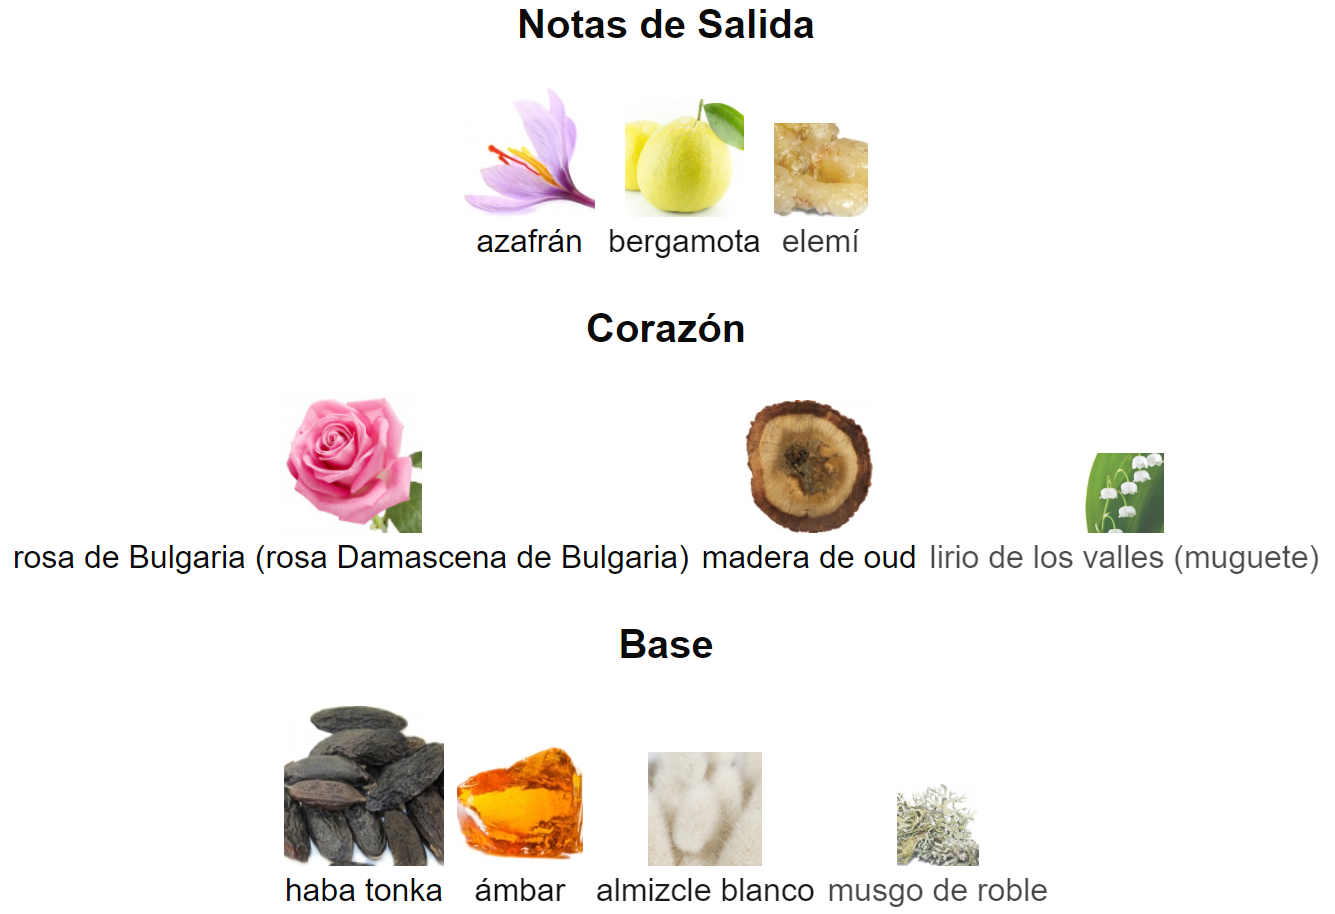 Notas de Salida
azafrán bergamota elemí
Corazón
rosa de Bulgaria (rosa Damascena de Bulgaria) madera de oud lirio de los valles (muguete)
Base
haba tonka ámbar almizcle blanco musgo de roble